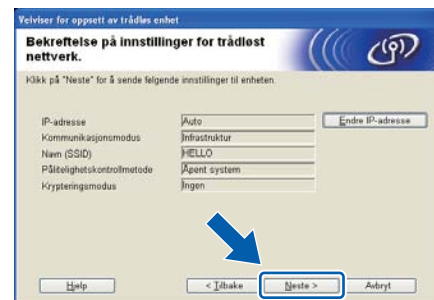 Veiviser for oppsett av trådløs enhet
Bekreftelse på innstillinger for trådløst
nettverk.
Klikk på "Neste" for å sende følgende innstillinger til enheten.
IP-adresse Auto Endre IP-adresse
Kommunikasjonsmodus Infrastruktur
Navn (SSID) HELLO
Pålitelighetskontrollmetode Åpent system
Krypteringsmodus Ingen
Hjelp < Tilbake Neste > Avbryt